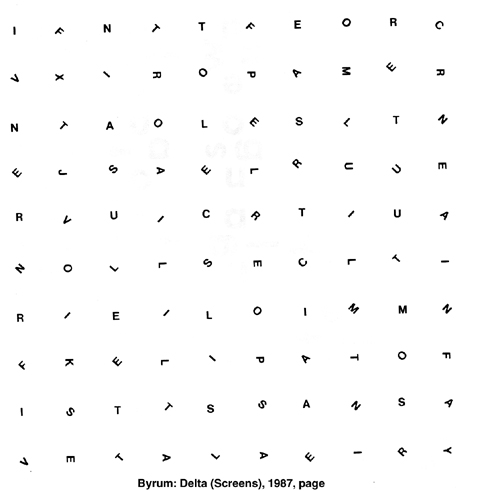 I F N T T F E O R C
V X I R O P A M E R
N T A O L E S L T N
E J S A E L R U U E
R V U I C R T I U A
N O L L S E C L T I
R I E I L O I M M N
F K E L I P A T O F
I S T T S S A N S A
V E T A L A E I R Y
Byrum: Delta (Screens), 1987, page